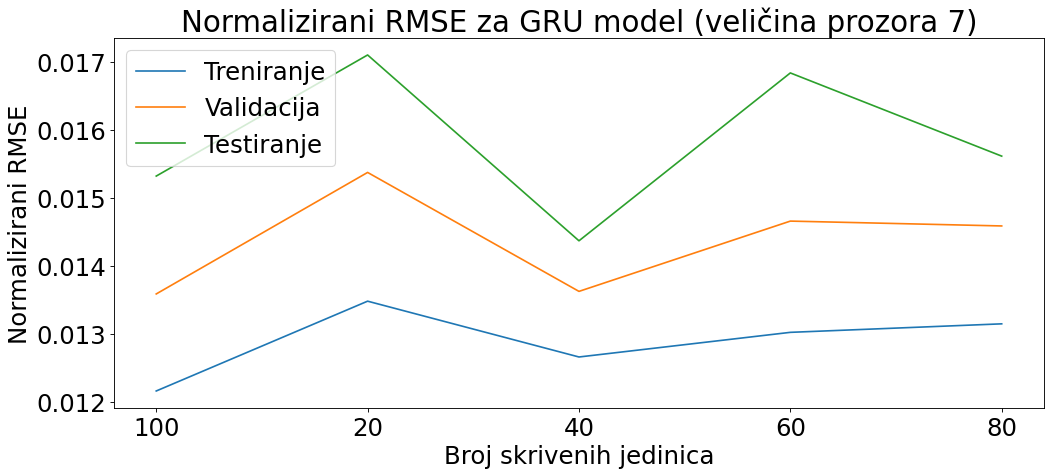 Normalizirani RMSE za GRU model (veličina prozora 7)
Treniranje
Validacija
Testiranje
Normalizirani RMSE
0.017
0.016
0.015
0.014
0.013
0.012
100 20 40 60 80
Broj skrivenih jedinica